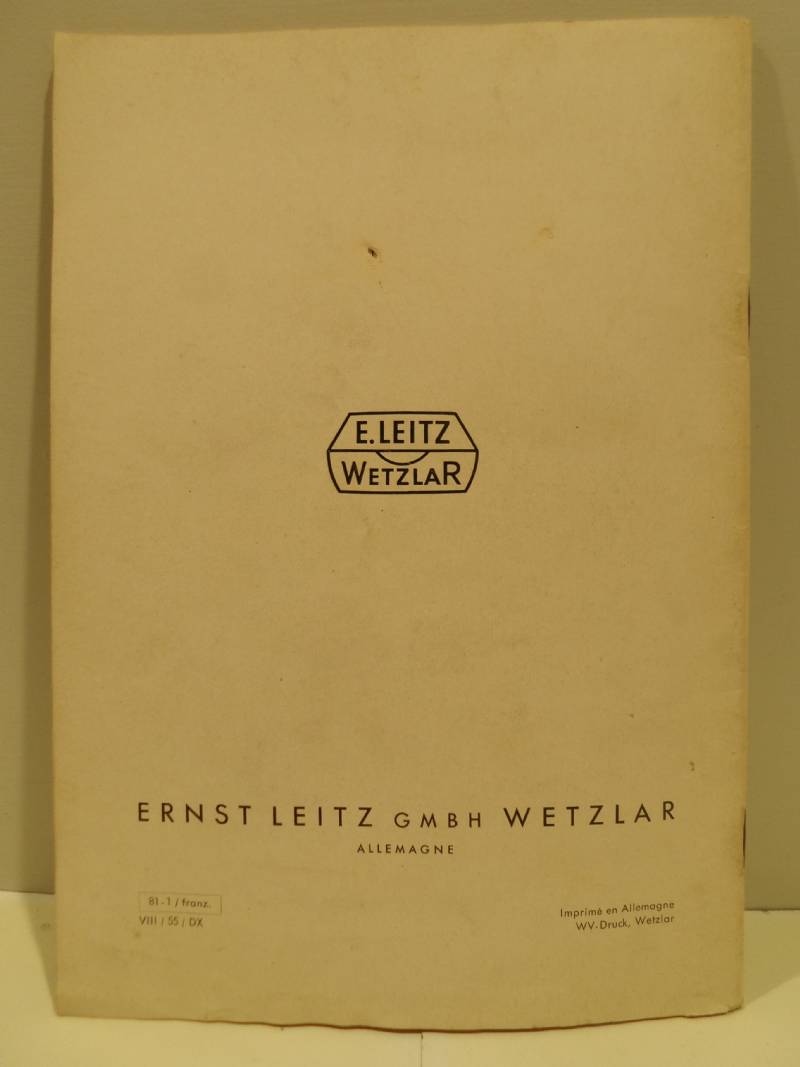 E. LEITZ
WETZLAR
ERNST LEITZ GMBH WETZLAR
ALLEMAGNE
81-1 / franz.
VIII / 55 / DX
Imprimé en Allemagne
WV-Druck, Wetzlar